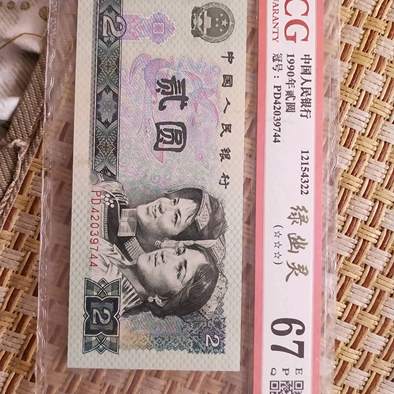 中国人民银行
贰圆
PD42039744
2
2
CG
WARRANTY
中国人民银行
1990年贰圆
冠号: PD42039744
12154322
绿幽灵
(☆☆☆)
67
E
P
Q